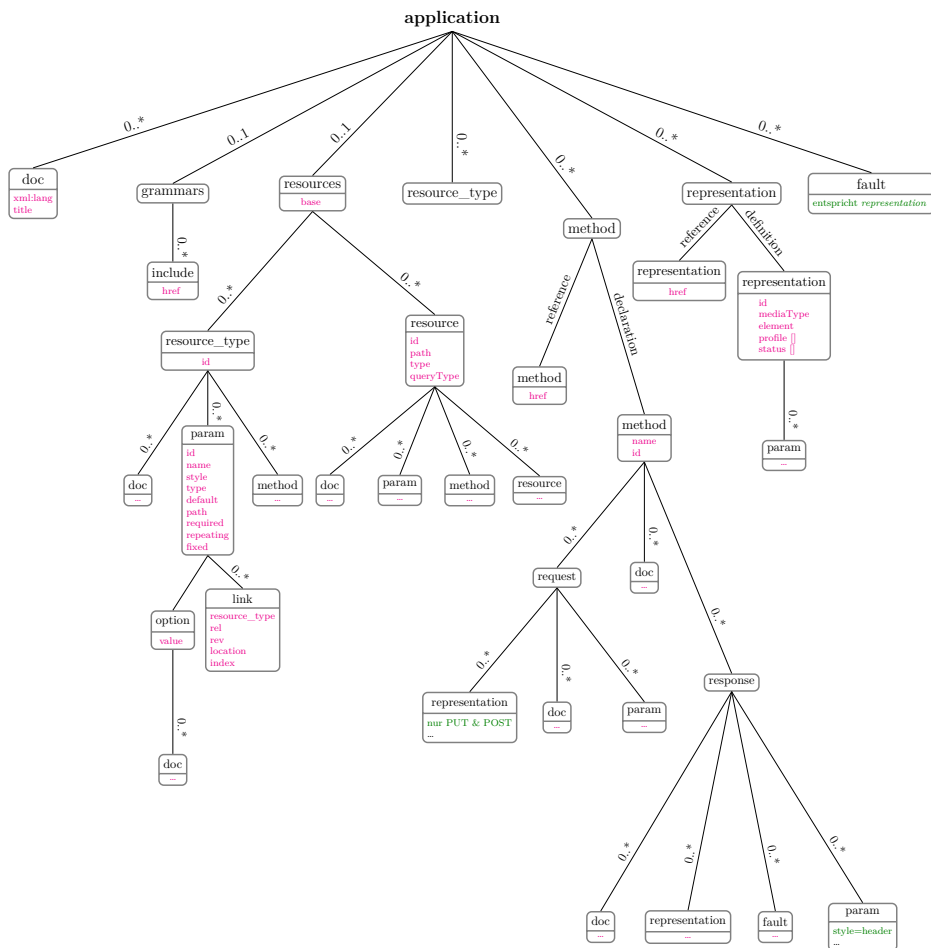 application
0..*
0..1
0..1
0..*
0..*
0..*
0..*
doc
xml:lang
title
grammars
resources
base
resource_type
method
representation
fault
entspricht representation
0..*
include
href
0..*
0..*
reference
declaration
reference
definition
representation
href
representation
id
mediaType
element
profile []
status []
resource_type
id
resource
id
path
type
queryType
method
href
method
name
id
0..*
param
...
0..*
0..*
0..*
doc
...
param
id
name
style
type
default
path
required
repeating
fixed
method
...
0..*
0..*
0..*
0..*
doc
...
param
...
method
...
resource
...
0..*
option
value
link
resource_type
rel
rev
location
index
0..*
doc
...
0..*
0..*
0..*
request
doc
...
response
0..*
0..*
0..*
representation
nur PUT & POST
...
doc
...
param
...
0..*
0..*
0..*
0..*
doc
...
representation
...
fault
...
param
style=header
...